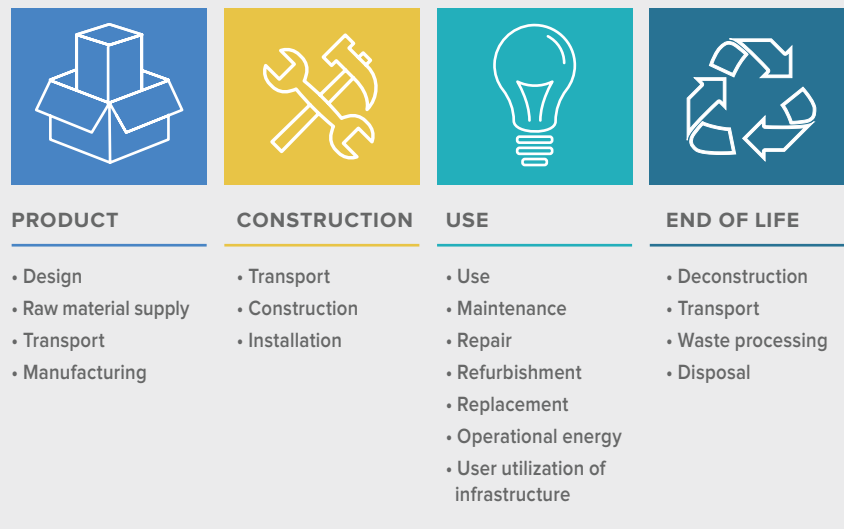 PRODUCT
• Design
• Raw material supply
• Transport
• Manufacturing
CONSTRUCTION
• Transport
• Construction
• Installation
USE
• Use
• Maintenance
• Repair
• Refurbishment
• Replacement
• Operational energy
• User utilization of
infrastructure
END OF LIFE
• Deconstruction
• Transport
• Waste processing
• Disposal